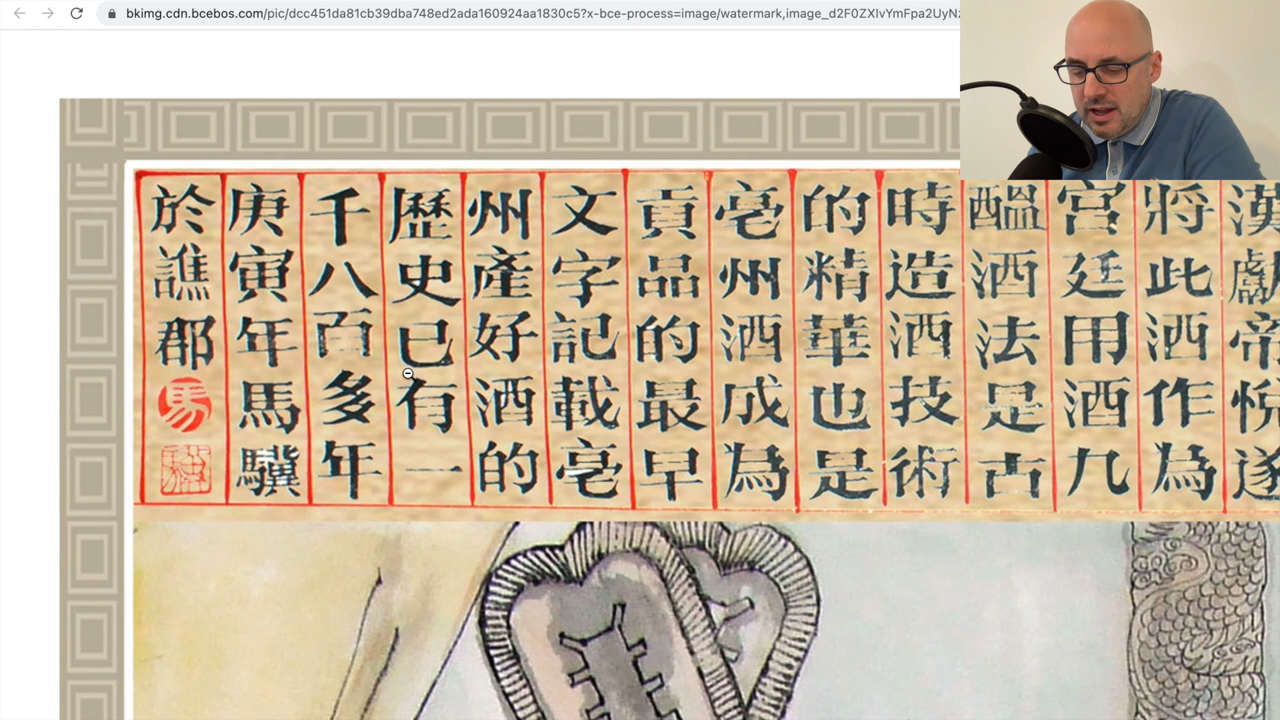 bkimg.cdn.bcebos.com/pic/dcc451da81cb39dba748ed2ada160924aa1830c5?x-bce-process=image/watermark,image_d2F0ZXIvYmFpa2UyN
漢獻帝悅遂
將此酒作為
宮廷用酒九
醖酒法是古
時造酒技術
的精華也是
亳州酒成為
貢品的最早
文字記載亳
州產好酒的
歷史已有一
千八百多年
庚寅年馬驥
於譙郡
馬